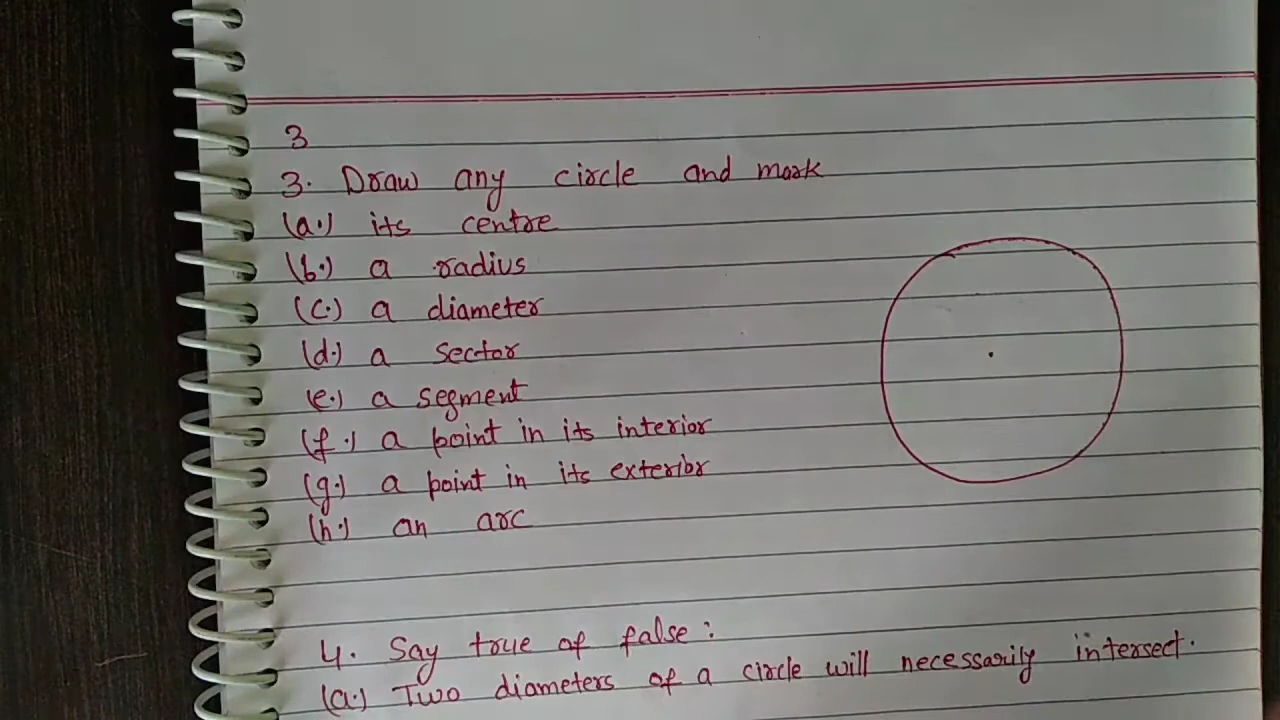 3
3. Draw any circle and mark
(a.) its centre
(b.) a radius
(c.) a diameter
(d.) a sector
(e.) a segment
(f.) a point in its interior
(g.) a point in its exterior
(h.) an arc
4. Say true of false:
(a.) Two diameters of a circle will necessarily intersect.